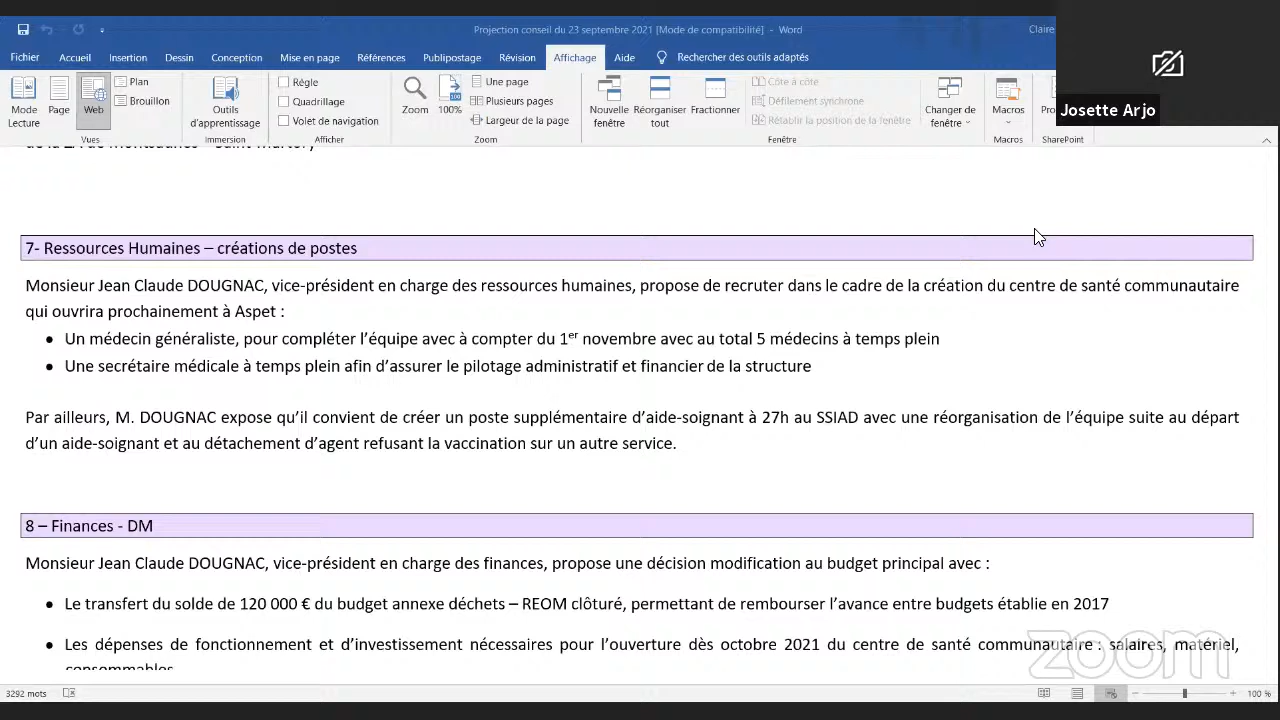 Projection conseil du 23 septembre 2021 [Mode de compatibilité] - Word
Claire
Fichier Accueil Insertion Dessin Conception Mise en page Références Publipostage Révision Affichage Aide Rechercher des outils adaptés
Mode Lecture
Page
Web
Plan
Brouillon
Vues
Outils d'apprentissage
Immersion
Règle
Quadrillage
Volet de navigation
Afficher
Zoom
100%
Une page
Plusieurs pages
Largeur de la page
Zoom
Nouvelle fenêtre
Réorganiser tout
Fractionner
Côte à côte
Défilement synchrone
Rétablir la position de la fenêtre
Fenêtre
Changer de fenêtre
Macros
Macros
SharePoint
Josette Arjo
7- Ressources Humaines – créations de postes
Monsieur Jean Claude DOUGNAC, vice-président en charge des ressources humaines, propose de recruter dans le cadre de la création du centre de santé communautaire
qui ouvrira prochainement à Aspet :
• Un médecin généraliste, pour compléter l’équipe avec à compter du 1er novembre avec au total 5 médecins à temps plein
• Une secrétaire médicale à temps plein afin d’assurer le pilotage administratif et financier de la structure
Par ailleurs, M. DOUGNAC expose qu’il convient de créer un poste supplémentaire d’aide-soignant à 27h au SSIAD avec une réorganisation de l’équipe suite au départ
d’un aide-soignant et au détachement d’agent refusant la vaccination sur un autre service.
8 – Finances - DM
Monsieur Jean Claude DOUGNAC, vice-président en charge des finances, propose une décision modification au budget principal avec :
• Le transfert du solde de 120 000 € du budget annexe déchets – REOM clôturé, permettant de rembourser l’avance entre budgets établie en 2017
• Les dépenses de fonctionnement et d’investissement nécessaires pour l’ouverture dès octobre 2021 du centre de santé communautaire : salaires, matériel,
consommables
zoom
3292 mots
100 %